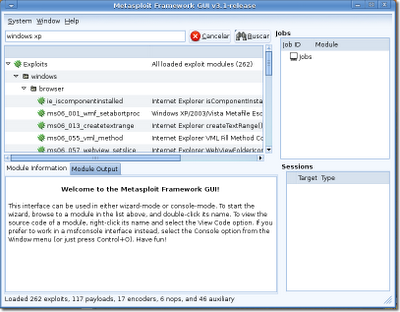 Metasploit Framework GUI v3.1-release
System Window Help
windows xp
Cancelar
Buscar
Jobs
Job ID Module
Jobs
Exploits All loaded exploit modules (262)
windows
browser
ie_iscomponentinstalled Internet Explorer isComponentInsta
ms06_001_wmf_setabortproc Windows XP/2003/Vista Metafile Esc
ms06_013_createtextrange Internet Explorer createTextRange()
ms06_055_vml_method Internet Explorer VML Fill Method Co
ms06_057_webview_setslice Internet Explorer WebViewFolderIcon
Module Information Module Output
Sessions
Target Type
Welcome to the Metasploit Framework GUI!
This interface can be used in either wizard-mode or console-mode. To start the
wizard, browse to a module in the list above, and double-click its name. To view the
source code of a module, right-click its name and select the View Code option. If
you prefer to work in a msfconsole interface instead, select the Console option from the
Window menu (or just press Control+O). Have fun!
Loaded 262 exploits, 117 payloads, 17 encoders, 6 nops, and 46 auxiliary